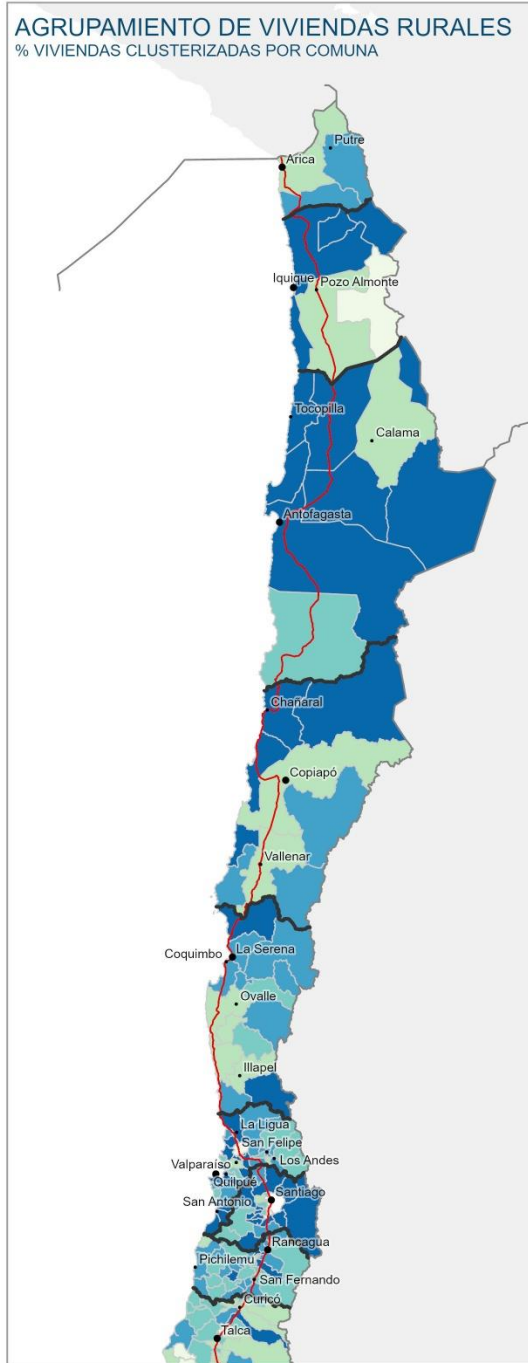 AGRUPAMIENTO DE VIVIENDAS RURALES
% VIVIENDAS CLUSTERIZADAS POR COMUNA
Putre
Arica
Iquique
Pozo Almonte
Tocopilla
Calama
Antofagasta
Chañaral
Copiapó
Vallenar
La Serena
Coquimbo
Ovalle
Illapel
La Ligua
San Felipe
Los Andes
Valparaíso
Quilpué
Santiago
San Antonio
Rancagua
Pichilemu
San Fernando
Curicó
Talca